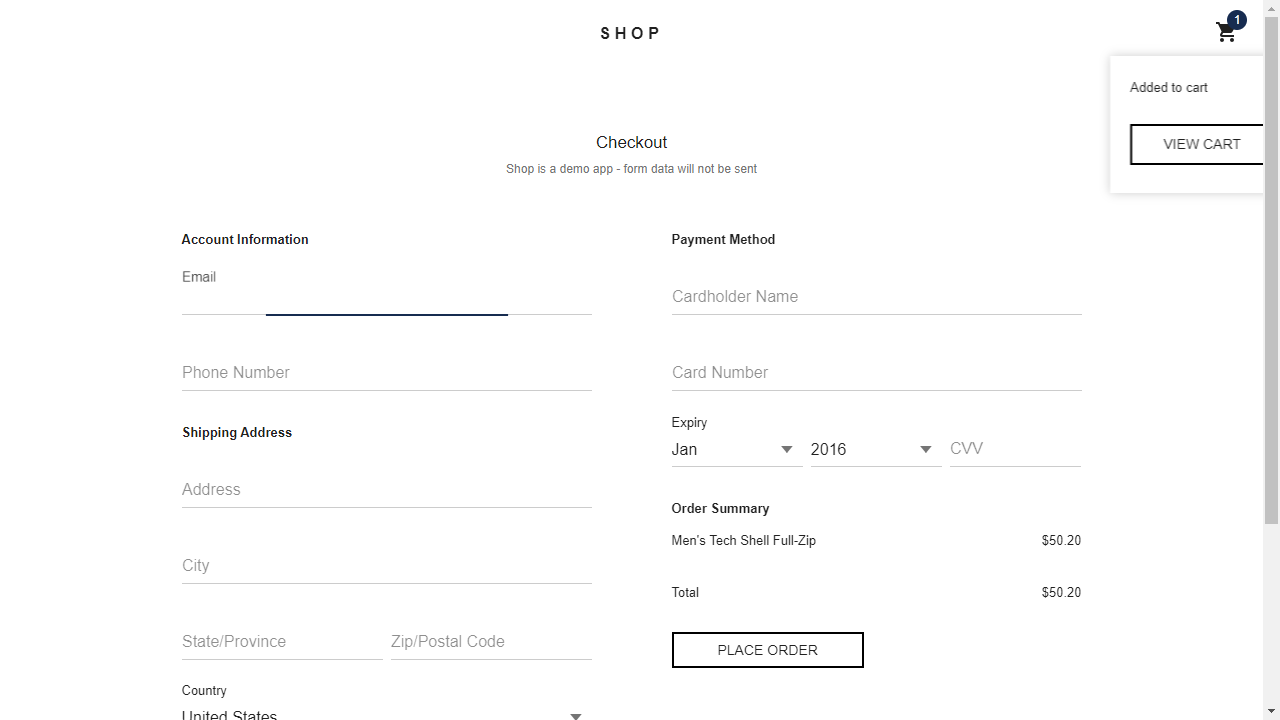 SHOP
1
Added to cart
VIEW CART
Checkout
Shop is a demo app - form data will not be sent
Account Information
Email
Phone Number
Shipping Address
Address
City
State/Province Zip/Postal Code
Country
United States
Payment Method
Cardholder Name
Card Number
Expiry
Jan 2016 CVV
Order Summary
Men's Tech Shell Full-Zip $50.20
Total $50.20
PLACE ORDER